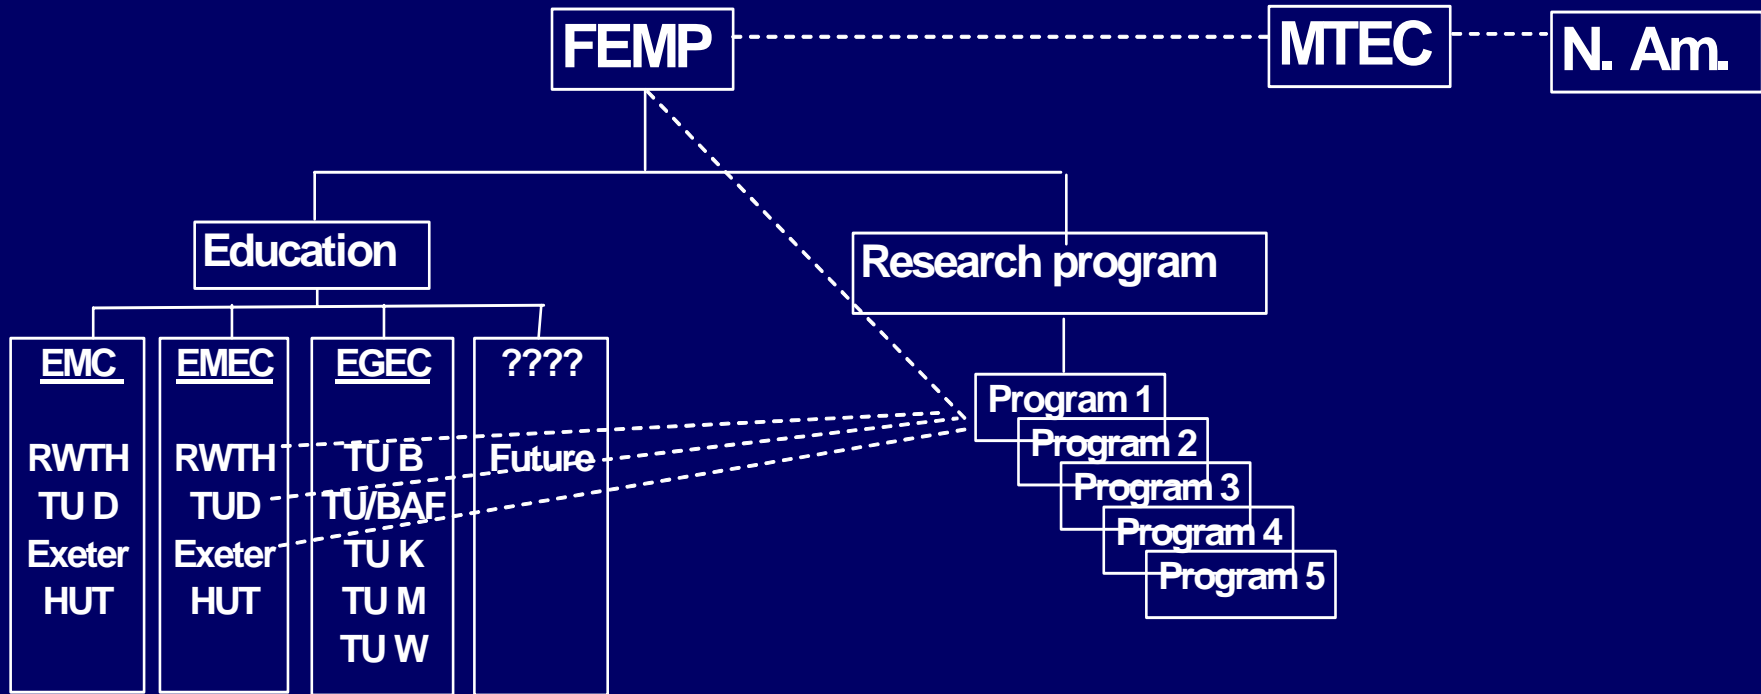 FEMP
MTEC
N. Am.
Education
Research program
EMC
RWTH
TU D
Exeter
HUT
EMEC
RWTH
TUD
Exeter
HUT
EGEC
TU B
TU/BAF
TU K
TU M
TU W
????
Future
Program 1
Program 2
Program 3
Program 4
Program 5